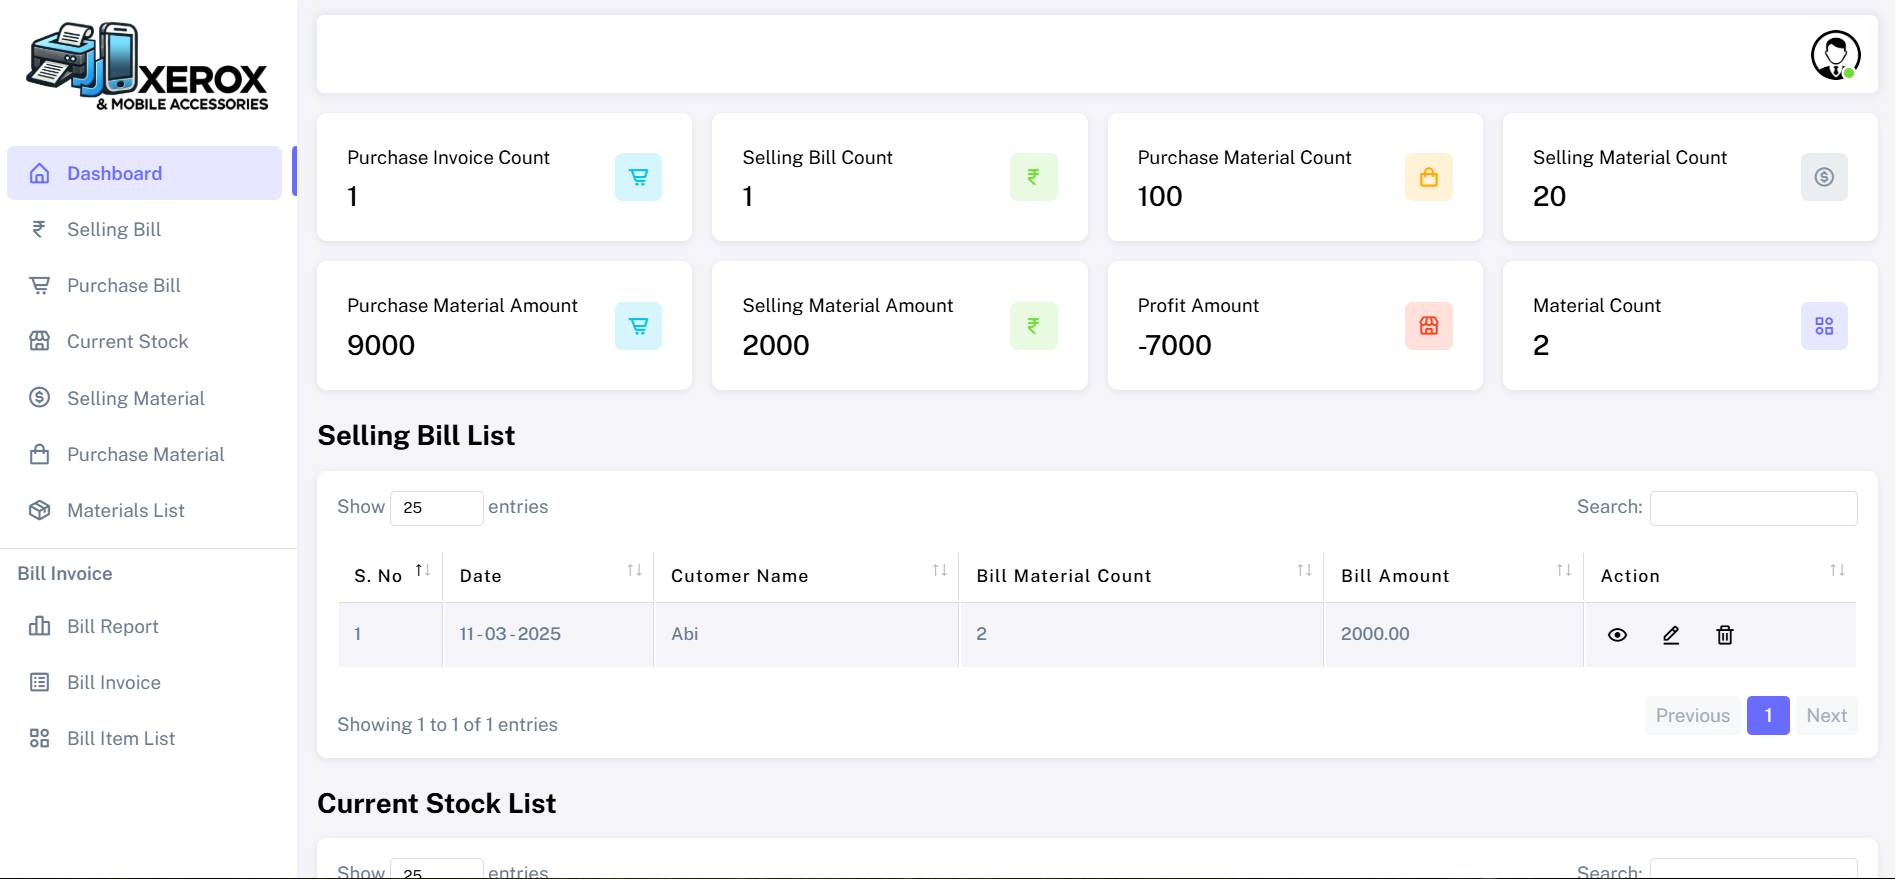 XEROX
& MOBILE ACCESSORIES
Dashboard
Selling Bill
Purchase Bill
Current Stock
Selling Material
Purchase Material
Materials List
Bill Invoice
Bill Report
Bill Invoice
Bill Item List
Purchase Invoice Count
1
Selling Bill Count
1
Purchase Material Count
100
Selling Material Count
20
Purchase Material Amount
9000
Selling Material Amount
2000
Profit Amount
-7000
Material Count
2
Selling Bill List
Show 25 entries
Search:
S. No Date Cutomer Name Bill Material Count Bill Amount Action
1 11-03-2025 Abi 2 2000.00
Showing 1 to 1 of 1 entries
Previous 1 Next
Current Stock List
Show 25 entries
Search: